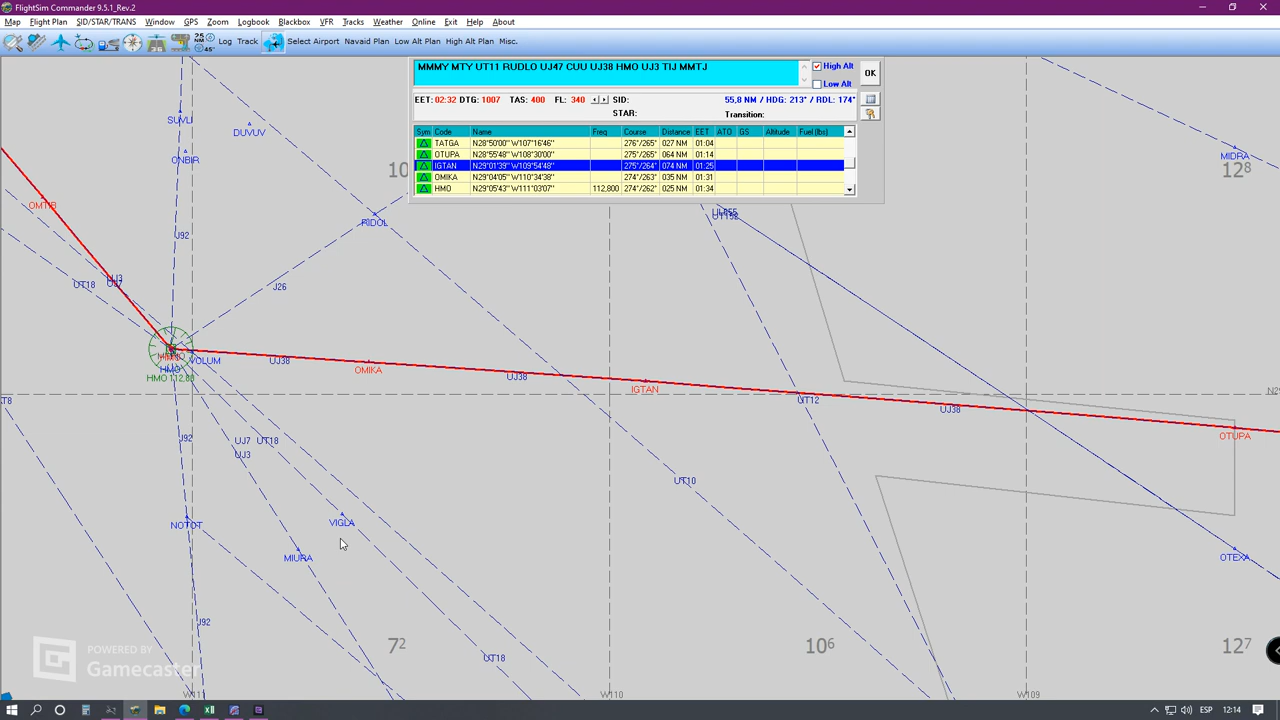 FlightSim Commander 9.5.1_Rev.2
Map Flight Plan SID/STAR/TRANS Window GPS Zoom Logbook Blackbox VFR Tracks Weather Online Exit Help About
25 NM 45° Log Track Select Airport Navaid Plan Low Alt Plan High Alt Plan Misc.
MMMY MTY UT11 RUDLO UJ47 CUU UJ38 HMO UJ3 TIJ MMTJ
High Alt
OK
Low Alt
EET: 02:32 DTG: 1007 TAS: 400 FL: 340 SID: 55,8 NM / HDG: 213° / RDL: 174°
STAR: Transition:
Sym Code Name Freq Course Distance EET ATO GS Altitude Fuel (lbs)
TATGA N28°50'00" W107°16'46" 276°/265° 027 NM 01:04
OTUPA N28°55'48" W108°30'00" 275°/265° 064 NM 01:14
IGTAN N29°01'39" W109°54'48" 275°/264° 074 NM 01:25
OMIKA N29°04'05" W110°34'38" 274°/263° 035 NM 01:31
HMO N29°05'43" W111°03'07" 112,800 274°/262° 025 NM 01:34
SUVLI
DUVUV
ONBIR
MIDRA
10
12⁸
OMTIB
UT152
RIDOL
J92
UJ3
UT18
J26
VOLUM
HMO
HMO 112.80
UJ38
OMIKA
UJ38
IGTAN
UT12
UJ38
N29
OTUPA
J92
UJ7 UT18
UJ3
UT10
NOTOT
VIGLA
MIURA
OTEXA
J92
7²
10⁶
12⁷
UT18
POWERED BY
Gamecaster
W110
W109
ESP 12:14